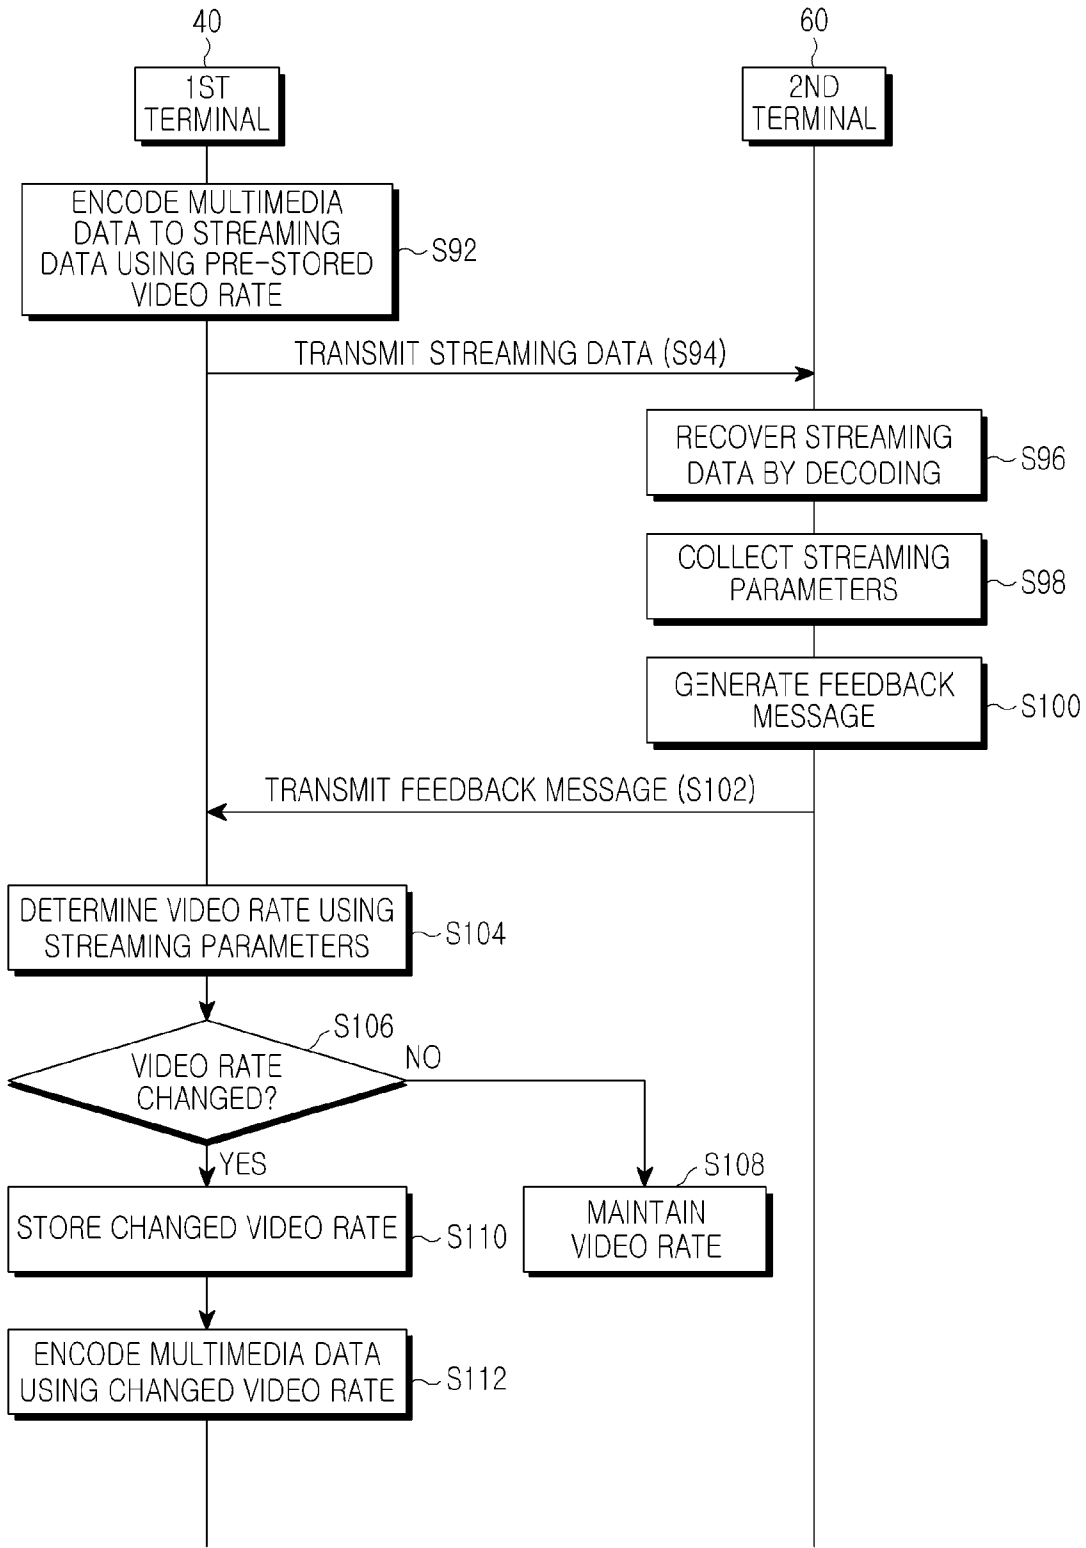 40
60
1ST
TERMINAL
2ND
TERMINAL
ENCODE MULTIMEDIA
DATA TO STREAMING
DATA USING PRE-STORED
VIDEO RATE
S92
TRANSMIT STREAMING DATA (S94)
RECOVER STREAMING
DATA BY DECODING
S96
COLLECT STREAMING
PARAMETERS
S98
GENERATE FEEDBACK
MESSAGE
S100
TRANSMIT FEEDBACK MESSAGE (S102)
DETERMINE VIDEO RATE USING
STREAMING PARAMETERS
S104
S106
VIDEO RATE
CHANGED?
NO
YES
S108
MAINTAIN
VIDEO RATE
STORE CHANGED VIDEO RATE
S110
ENCODE MULTIMEDIA DATA
USING CHANGED VIDEO RATE
S112